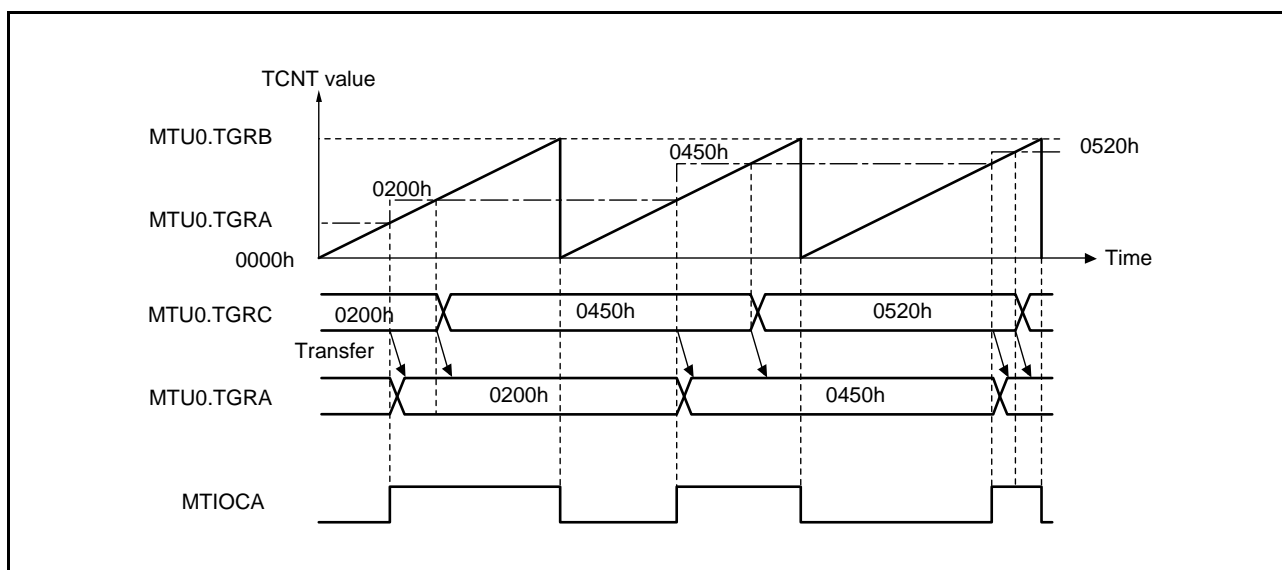 TCNT value
MTU0.TGRB
0520h
0450h
0200h
MTU0.TGRA
0000h
Time
MTU0.TGRC
0200h
0450h
0520h
Transfer
MTU0.TGRA
0200h
0450h
MTIOCA